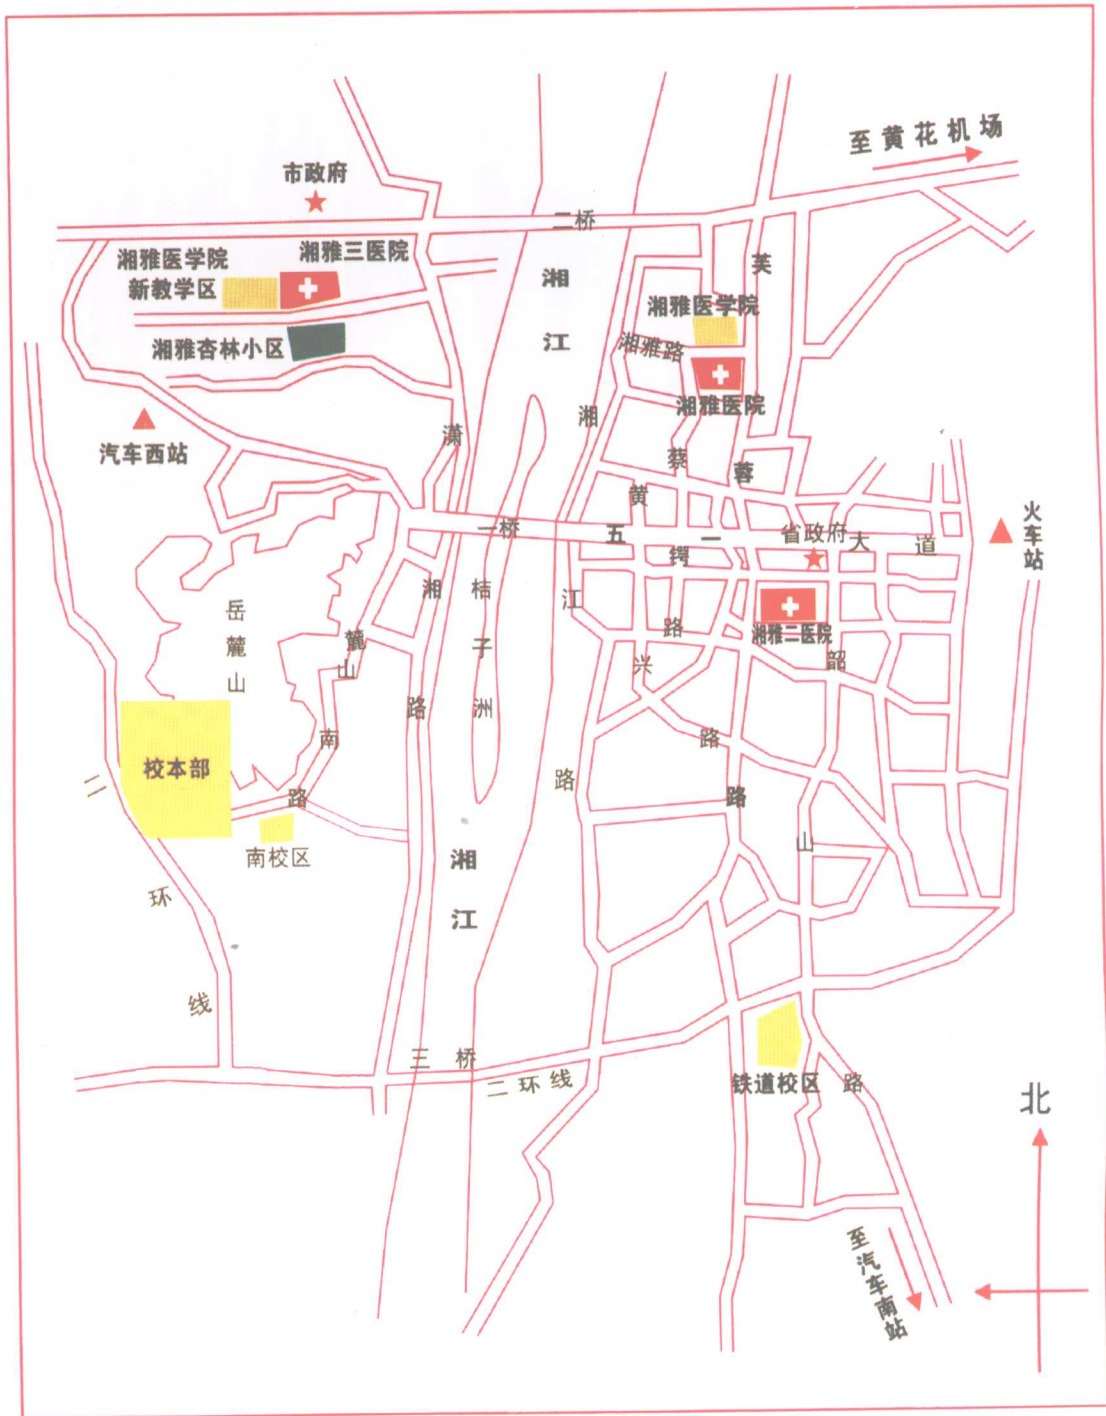 至黄花机场
市政府
二桥
湘雅医学院
新教学区
湘雅三医院
湘江
芙蓉路
湘雅医学院
湘雅路
湘雅杏林小区
湘雅医院
汽车西站
潇湘路
湘江路
蔡锷路
黄兴路
一桥
五一大道
省政府
火车站
岳麓山
麓山南路
桔子洲
湘雅二医院
韶山路
校本部
南校区
二环线
湘江
三桥
二环线
铁道校区
北
至汽车南站